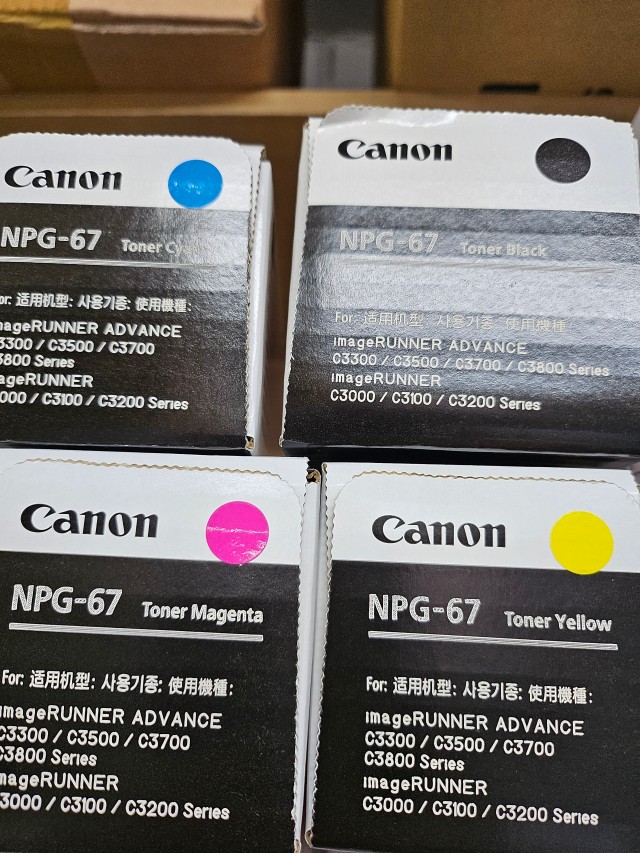 Canon
NPG-67 Toner Cyan
For: 适用机型: 사용기종: 使用機種:
imageRUNNER ADVANCE
C3300 / C3500 / C3700
C3800 Series
imageRUNNER
C3000 / C3100 / C3200 Series
Canon
NPG-67 Toner Black
For: 适用机型: 사용기종: 使用機種:
imageRUNNER ADVANCE
C3300 / C3500 / C3700 / C3800 Series
imageRUNNER
C3000 / C3100 / C3200 Series
Canon
NPG-67 Toner Magenta
For: 适用机型: 사용기종: 使用機種:
imageRUNNER ADVANCE
C3300 / C3500 / C3700
C3800 Series
imageRUNNER
C3000 / C3100 / C3200 Series
Canon
NPG-67 Toner Yellow
For: 适用机型: 사용기종: 使用機種:
imageRUNNER ADVANCE
C3300 / C3500 / C3700
C3800 Series
imageRUNNER
C3000 / C3100 / C3200 Series